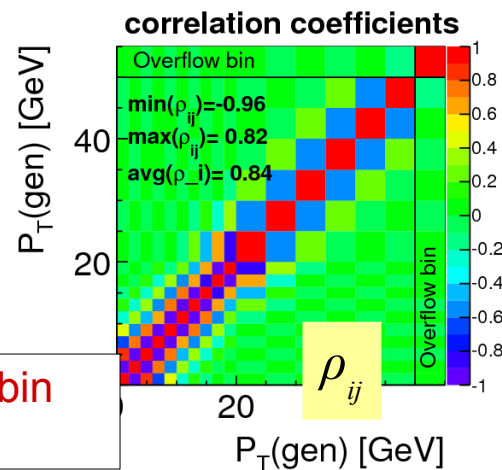 correlation coefficients
Overflow bin
min(ρij)=-0.96
max(ρij)= 0.82
avg(ρ_i)= 0.84
PT(gen) [GeV]
40
20
1
0.8
0.6
0.4
0.2
0
-0.2
-0.4
-0.6
-0.8
-1
Overflow bin
ρij
bin
20
PT(gen) [GeV]